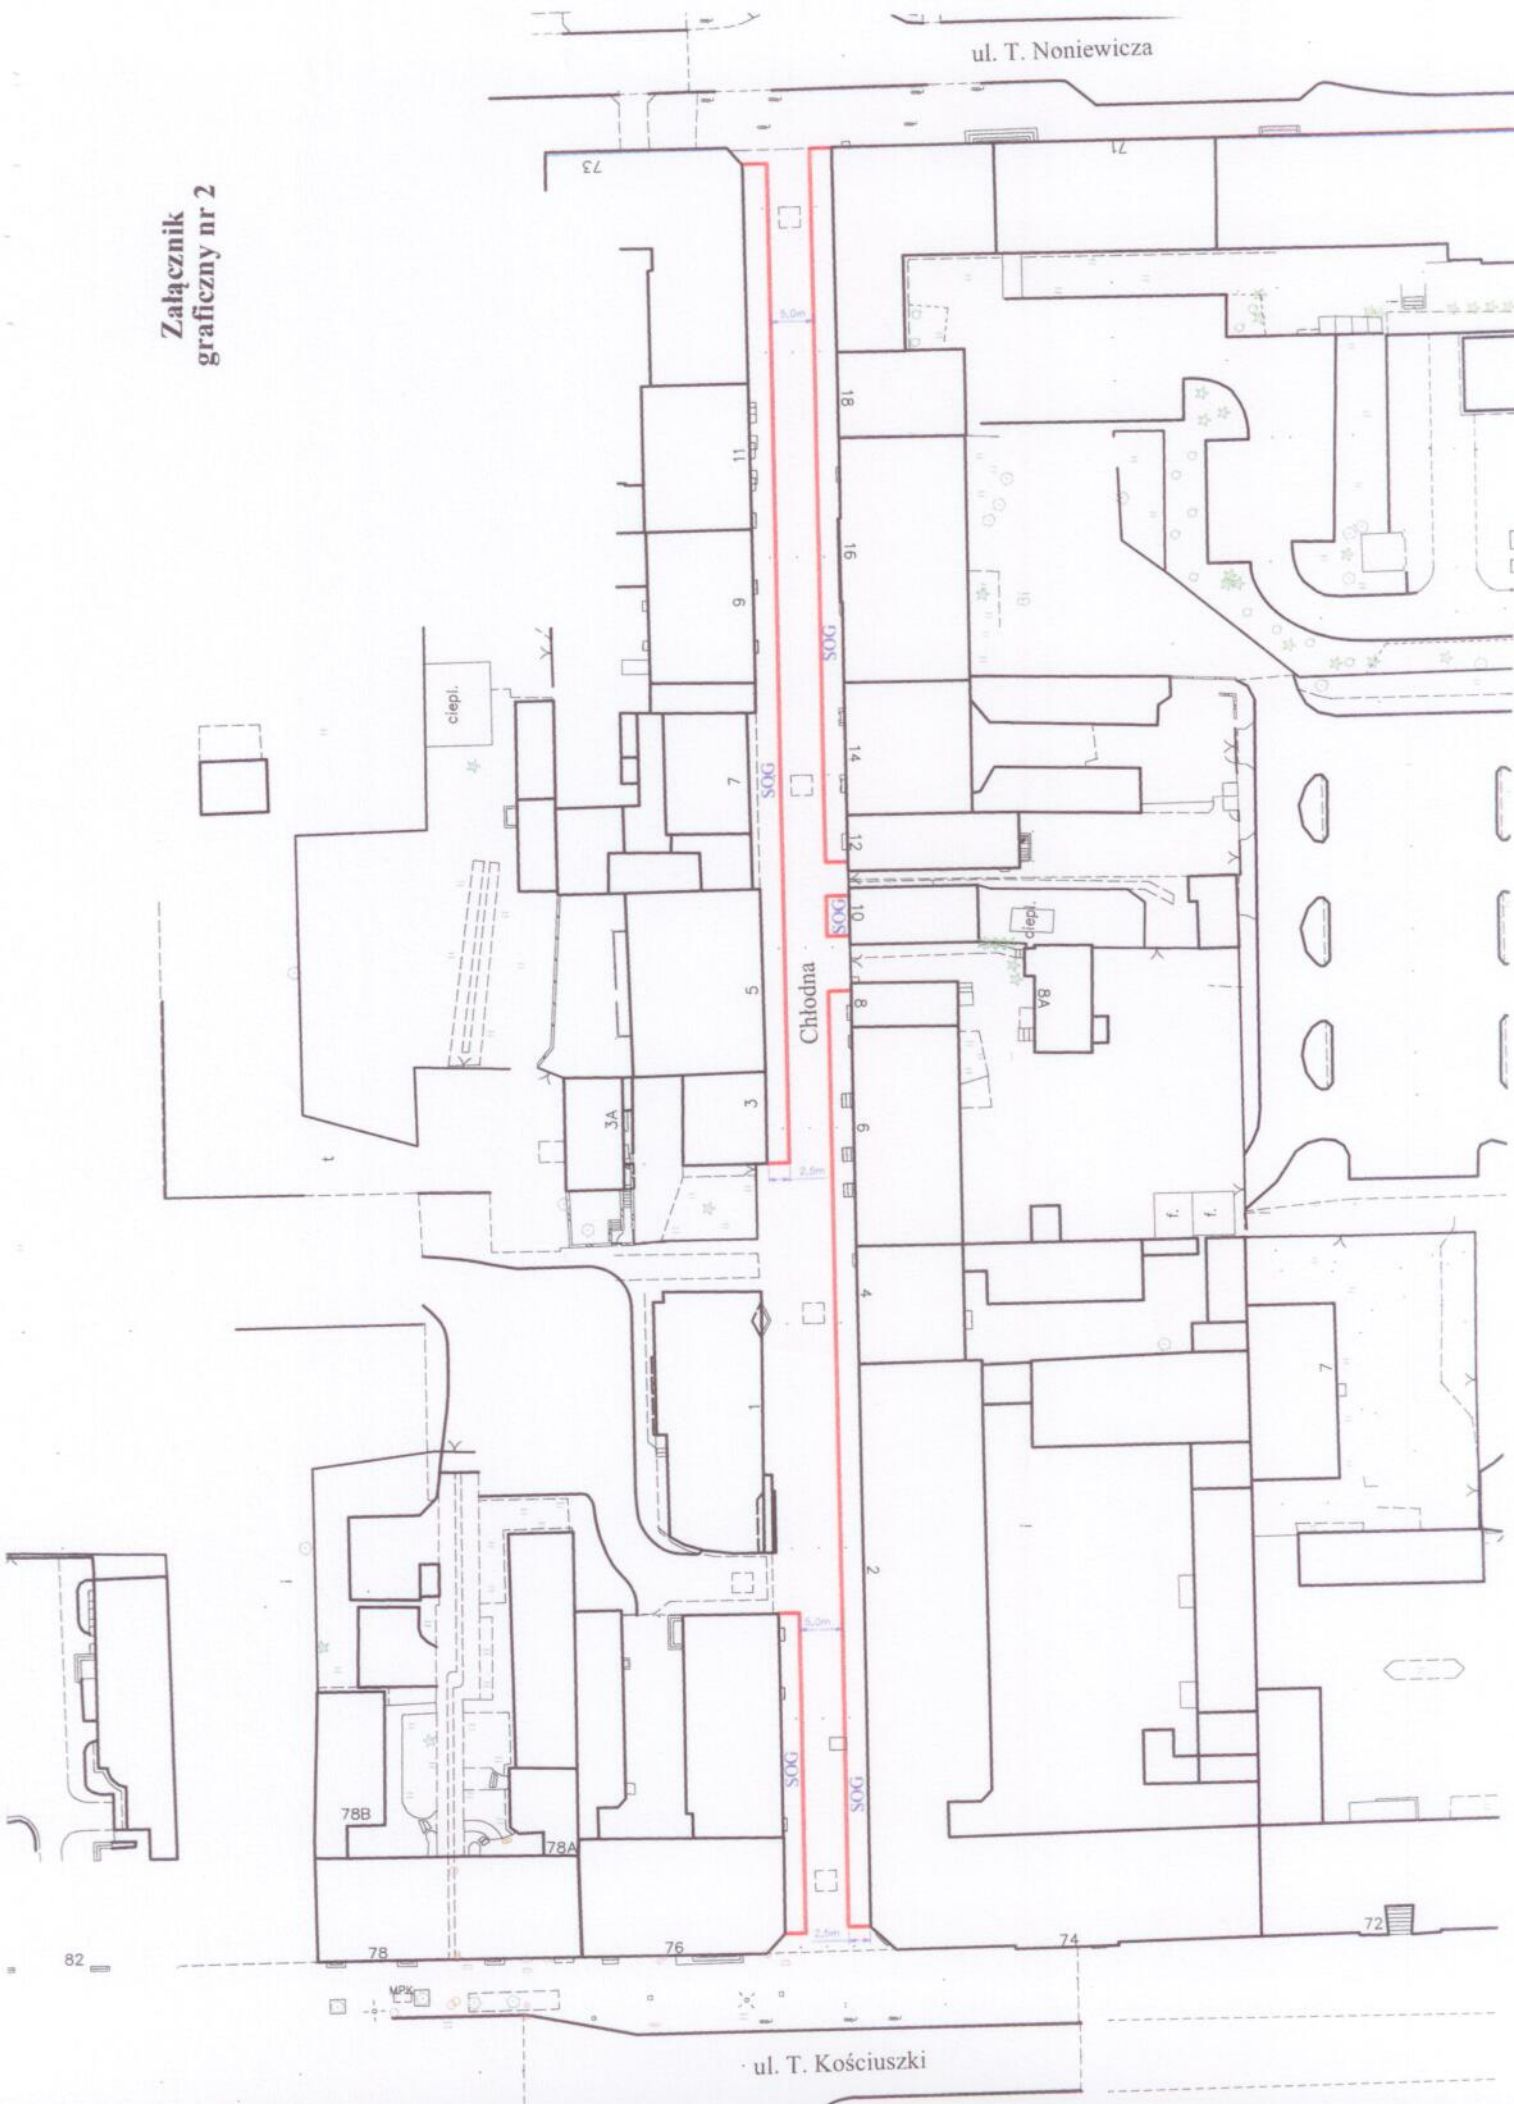 ul. T. Noniewicza
Załącznik
graficzny nr 2
73
71
5,0m
18
11
16
9
SOG
ciepl.
14
7
SOG
12
10
SOG
ciepl.
Chłodna
5
8
8A
3
3A
6
2,5m
t
f.
f.
4
7
1
2
5,0m
SOG
SOG
78B
78A
2,5m
72
74
76
78
82
MPK
ul. T. Kościuszki